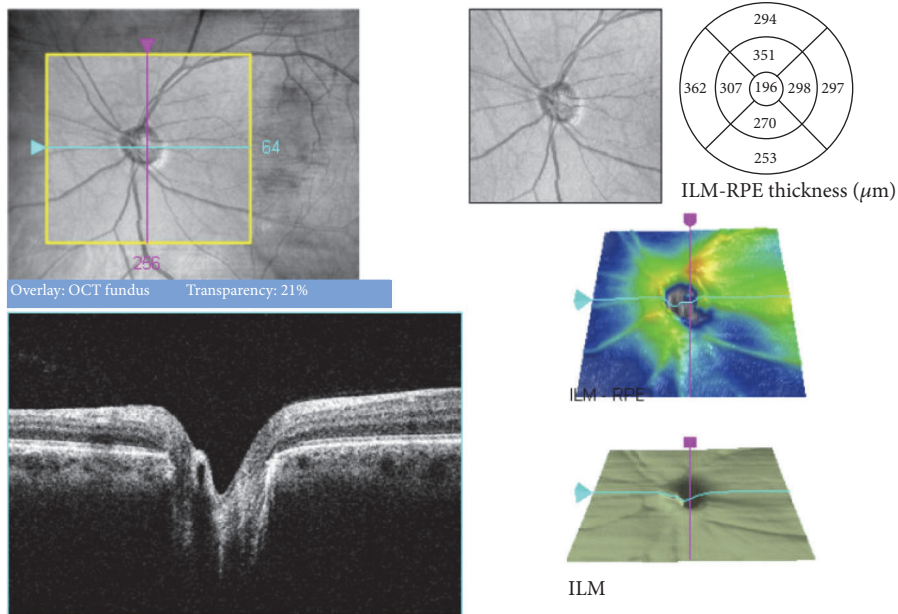 64
256
Overlay: OCT fundus Transparency: 21%
294
351
362 307 196 298 297
270
253
ILM-RPE thickness (μm)
ILM - RPE
ILM